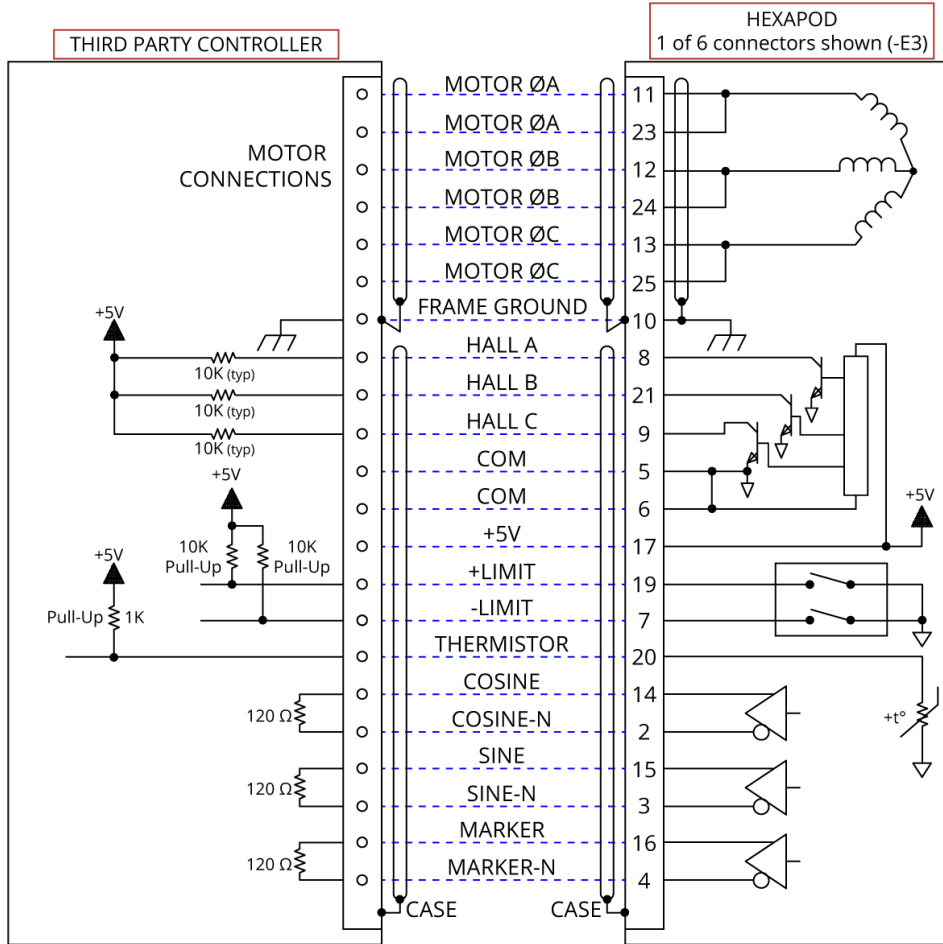 THIRD PARTY CONTROLLER
HEXAPOD
1 of 6 connectors shown (-E3)
MOTOR
CONNECTIONS
MOTOR ØA
11
MOTOR ØA
23
MOTOR ØB
12
MOTOR ØB
24
MOTOR ØC
13
MOTOR ØC
25
FRAME GROUND
10
+5V
HALL A
8
10K (typ)
HALL B
21
10K (typ)
HALL C
9
10K (typ)
COM
5
+5V
COM
6
+5V
+5V
17
10K
Pull-Up
10K
Pull-Up
+5V
+LIMIT
19
-LIMIT
7
Pull-Up
1K
THERMISTOR
20
COSINE
14
120 Ω
COSINE-N
2
+t°
SINE
15
120 Ω
SINE-N
3
MARKER
16
120 Ω
MARKER-N
4
CASE
CASE